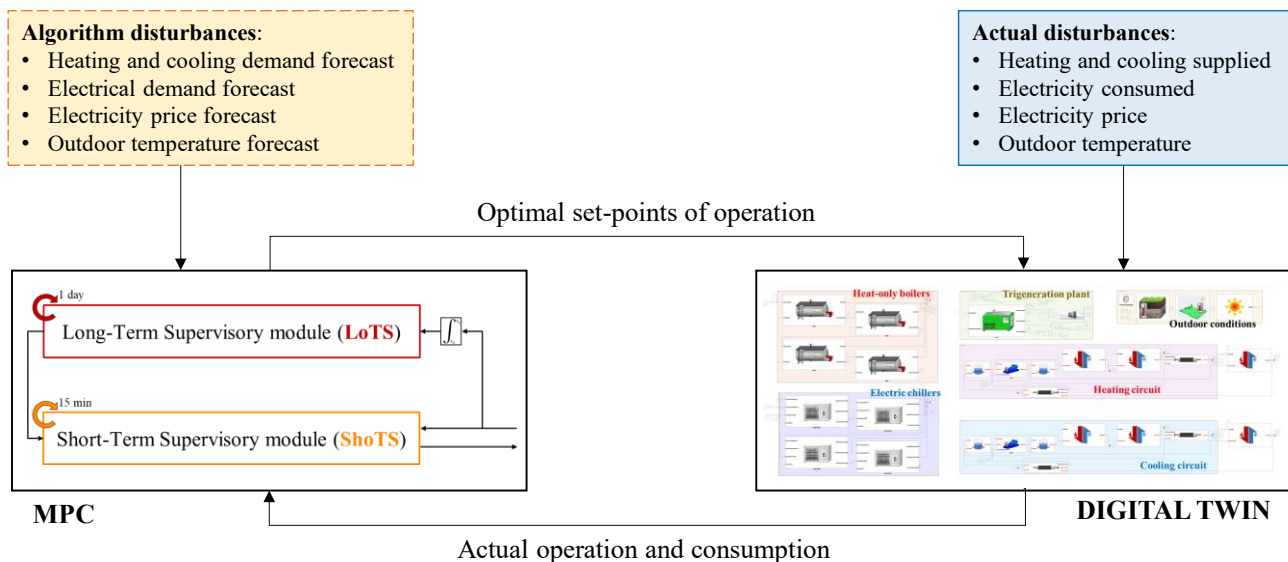 Algorithm disturbances:
• Heating and cooling demand forecast
• Electrical demand forecast
• Electricity price forecast
• Outdoor temperature forecast
Actual disturbances:
• Heating and cooling supplied
• Electricity consumed
• Electricity price
• Outdoor temperature
Optimal set-points of operation
1 day
Long-Term Supervisory module (LoTS)
15 min
Short-Term Supervisory module (ShoTS)
MPC
Heat-only boilers
Trigeneration plant
Outdoor conditions
Heating circuit
Electric chillers
Cooling circuit
DIGITAL TWIN
Actual operation and consumption